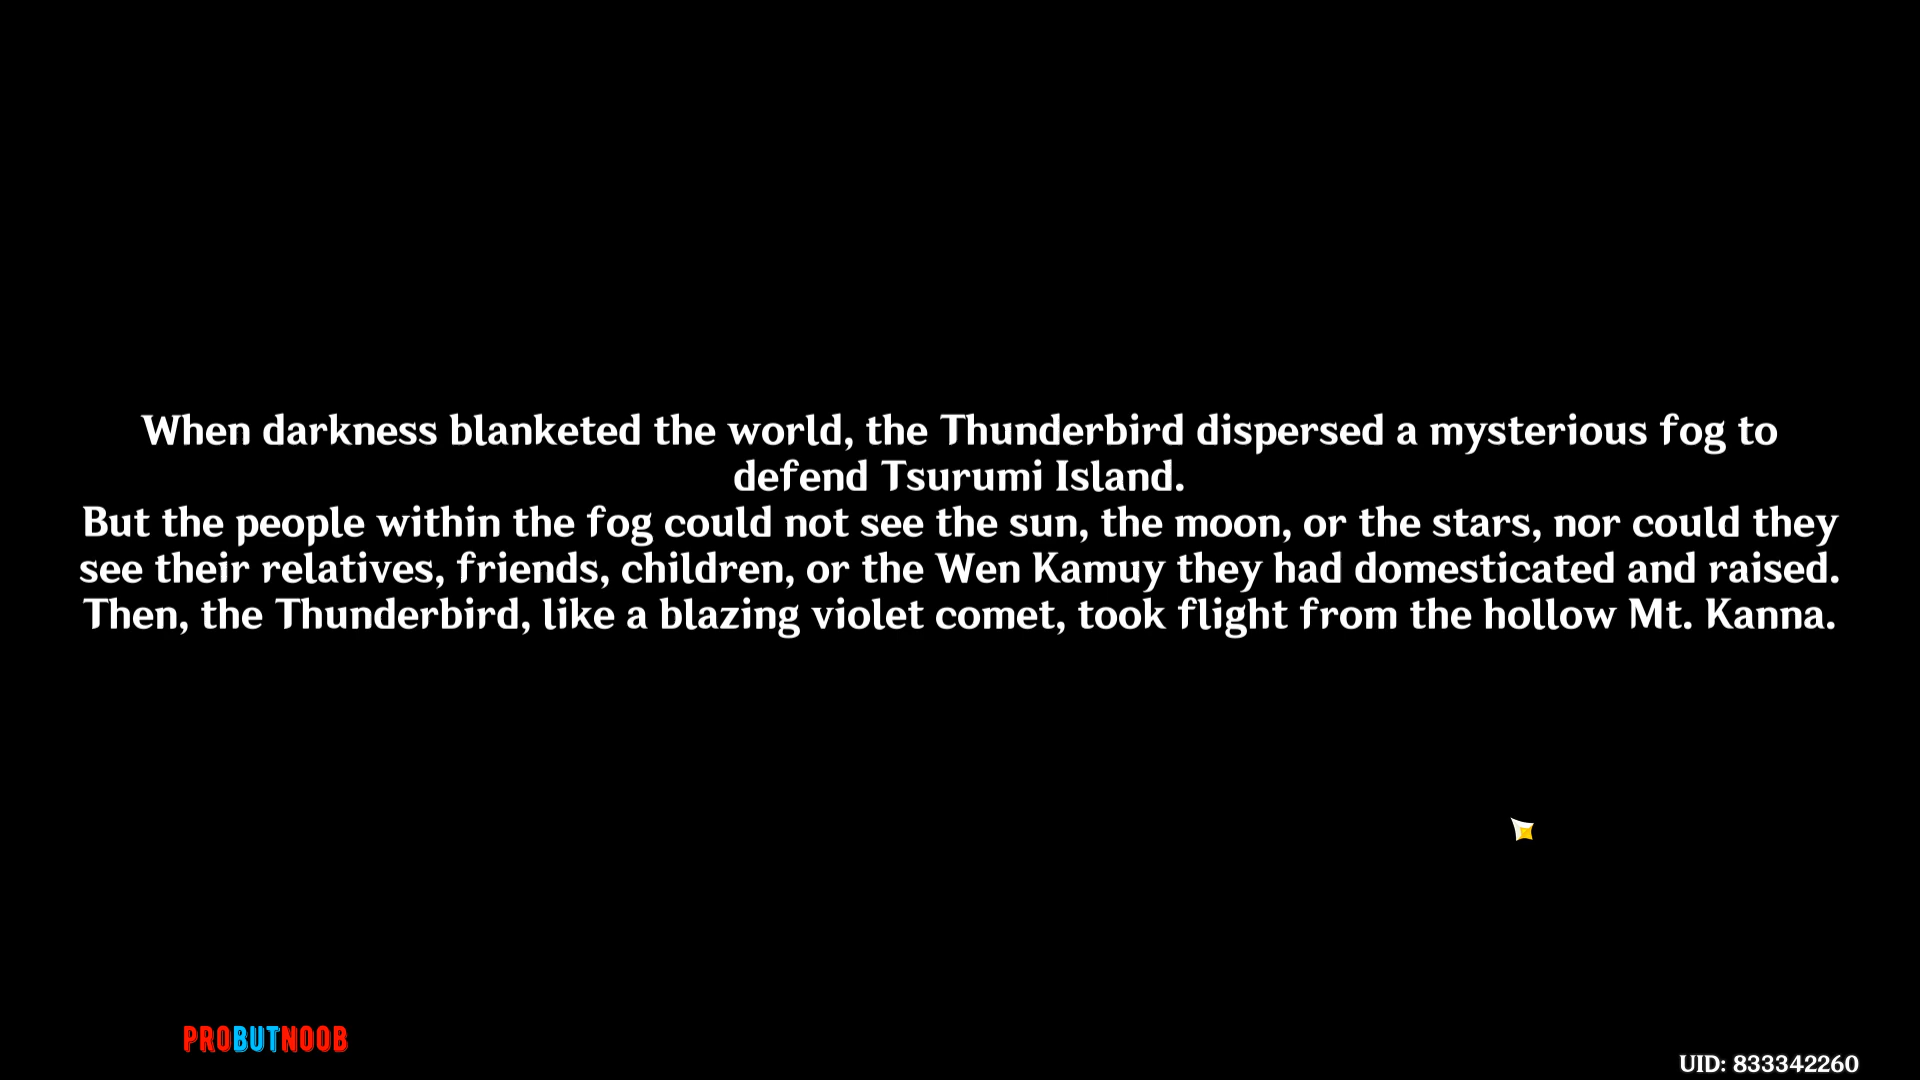 When darkness blanketed the world, the Thunderbird dispersed a mysterious fog to
defend Tsurumi Island.
But the people within the fog could not see the sun, the moon, or the stars, nor could they
see their relatives, friends, children, or the Wen Kamuy they had domesticated and raised.
Then, the Thunderbird, like a blazing violet comet, took flight from the hollow Mt. Kanna.
PROBUTNOOB
UID: 833342260